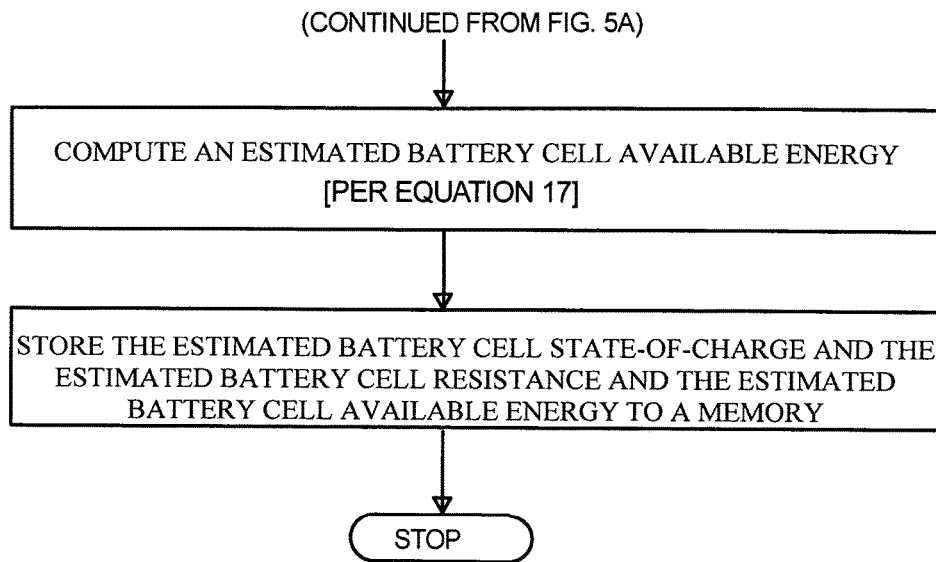 (CONTINUED FROM FIG. 5A)
COMPUTE AN ESTIMATED BATTERY CELL AVAILABLE ENERGY
[PER EQUATION 17]
STORE THE ESTIMATED BATTERY CELL STATE-OF-CHARGE AND THE
ESTIMATED BATTERY CELL RESISTANCE AND THE ESTIMATED
BATTERY CELL AVAILABLE ENERGY TO A MEMORY
STOP